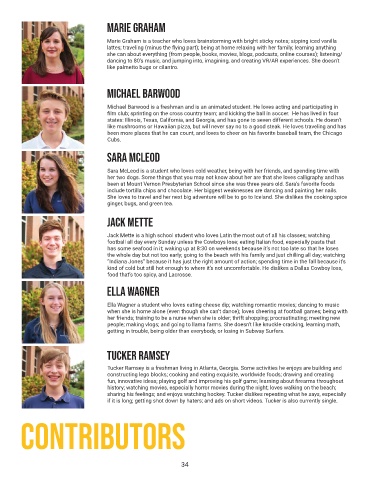 MARIE GRAHAM
Marie Graham is a teacher who loves brainstorming with bright sticky notes; sipping iced vanilla
lattes; traveling (minus the flying part); being at home relaxing with her family; learning anything
she can about everything (from people, books, movies, blogs, podcasts, online courses); listening/
dancing to 80's music, and jumping into, imagining, and creating VR/AR experiences. She doesn't
like palmetto bugs or cilantro.
MICHAEL BARWOOD
Michael Barwood is a freshman and is an animated student. He loves acting and participating in
film club; sprinting on the cross country team; and kicking the ball in soccer. He has lived in four
states: Illinois, Texas, California, and Georgia, and has gone to seven different schools. He doesn't
like mushrooms or Hawaiian pizza, but will never say no to a good steak. He loves traveling and has
been more places that he can count, and loves to cheer on his favorite baseball team, the Chicago
Cubs.
SARA MCLEOD
Sara McLeod is a student who loves cold weather, being with her friends, and spending time with
her two dogs. Some things that you may not know about her are that she loves calligraphy and has
been at Mount Vernon Presbyterian School since she was three years old. Sara's favorite foods
include tortilla chips and chocolate. Her biggest weaknesses are dancing and painting her nails.
She loves to travel and her next big adventure will be to go to Iceland. She dislikes the cooking spice
ginger, bugs, and green tea.
JACK METTE
Jack Mette is a high school student who loves Latin the most out of all his classes; watching
football all day every Sunday unless the Cowboys lose; eating Italian food, especially pasta that
has some seafood in it; waking up at 8:30 on weekends because it's not too late so that he loses
the whole day but not too early; going to the beach with his family and just chilling all day; watching
"Indiana Jones" because it has just the right amount of action; spending time in the fall because it's
kind of cold but still hot enough to where it's not uncomfortable. He dislikes a Dallas Cowboy loss,
food that's too spicy, and Lacrosse.
ELLA WAGNER
Ella Wagner a student who loves eating cheese dip; watching romantic movies; dancing to music
when she is home alone (even though she can't dance); loves cheering at football games; being with
her friends; training to be a nurse when she is older; thrift shopping; procrastinating; meeting new
people, making vlogs; and going to llama farms. She doesn't like knuckle cracking, learning math,
getting in trouble, being older than everybody, or losing in Subway Surfers.
TUCKER RAMSEY
Tucker Ramsey is a freshman living in Atlanta, Georgia. Some activities he enjoys are building and
constructing lego blocks; cooking and eating exquisite, worldwide foods; drawing and creating
fun, innovative ideas; playing golf and improving his golf game; learning about firearms throughout
history; watching movies, especially horror movies during the night; loves walking on the beach;
sharing his feelings; and enjoys watching hockey. Tucker dislikes repeating what he says, especially
if it is long; getting shot down by haters; and ads on short videos. Tucker is also currently single.
CONTRIBUTORS
34